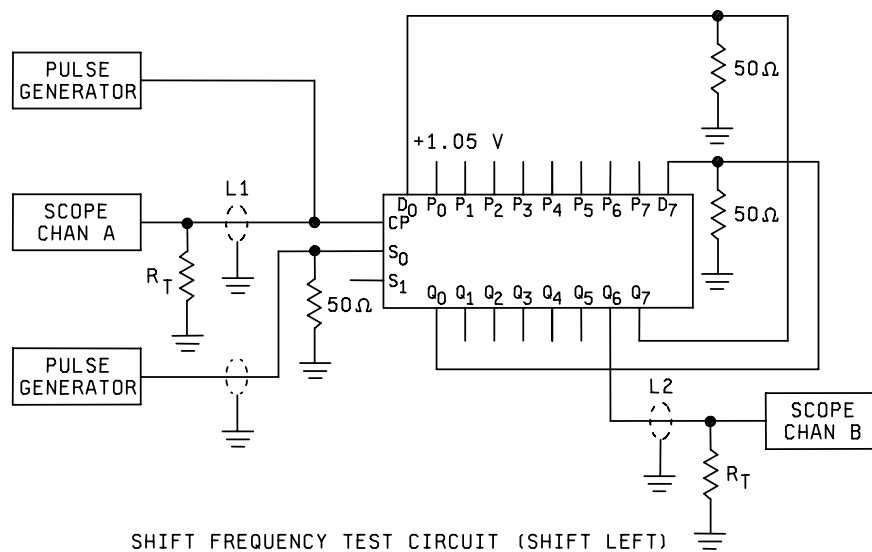 50Ω
PULSE
GENERATOR
+1.05 V
L1
D0 P0 P1 P2 P3 P4 P5 P6 P7 D7
SCOPE
CHAN A
CP
50Ω
S0
RT
S1
50Ω
Q0 Q1 Q2 Q3 Q4 Q5 Q6 Q7
PULSE
GENERATOR
L2
SCOPE
CHAN B
RT
SHIFT FREQUENCY TEST CIRCUIT (SHIFT LEFT)